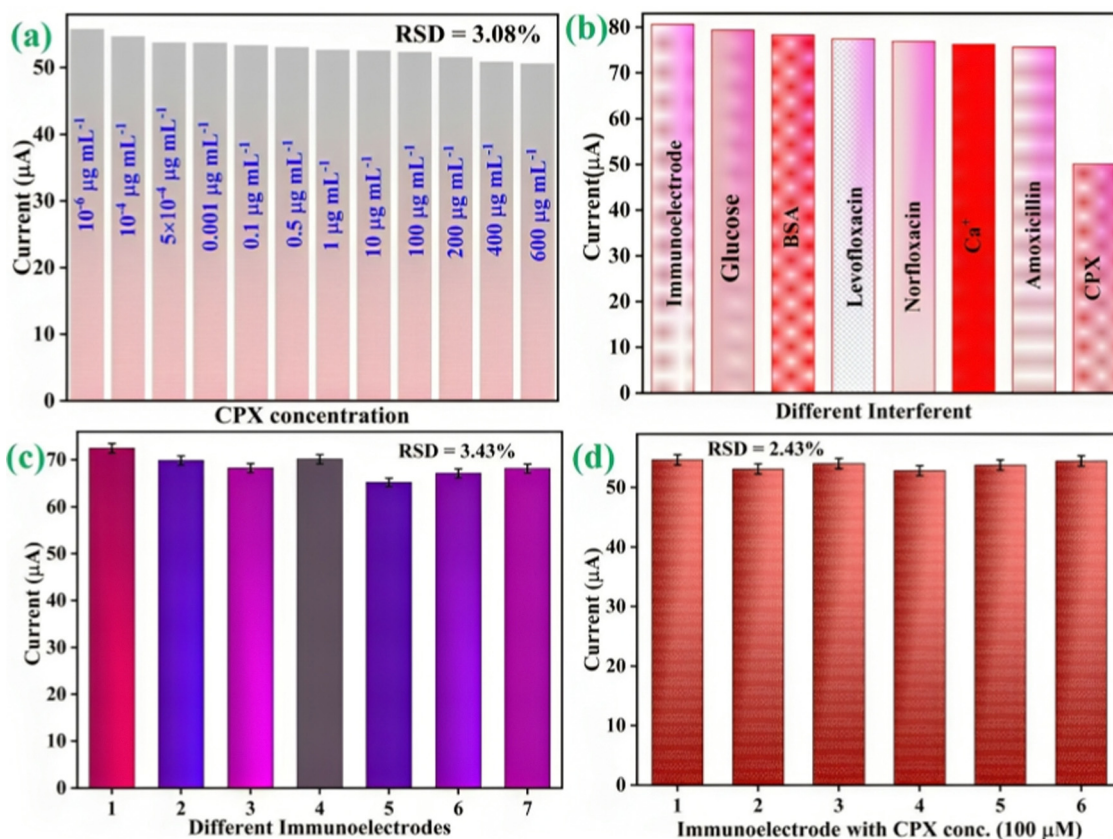 (a)
RSD = 3.08%
Current (μA)
50
40
30
20
10
0
10⁻⁶ μg mL⁻¹
10⁻⁴ μg mL⁻¹
5×10⁻⁴ μg mL⁻¹
0.001 μg mL⁻¹
0.1 μg mL⁻¹
0.5 μg mL⁻¹
1 μg mL⁻¹
10 μg mL⁻¹
100 μg mL⁻¹
200 μg mL⁻¹
400 μg mL⁻¹
600 μg mL⁻¹
CPX concentration
(b)
Current(μA)
80
70
60
50
40
30
20
10
0
Immunoelectrode
Glucose
BSA
Levofloxacin
Norfloxacin
Ca⁺
Amoxicillin
CPX
Different Interferent
(c)
RSD = 3.43%
Current (μA)
70
60
50
40
30
20
10
0
1 2 3 4 5 6 7
Different Immunoelectrodes
(d)
RSD = 2.43%
Current (μA)
50
40
30
20
10
0
1 2 3 4 5 6
Immunoelectrode with CPX conc. (100 μM)